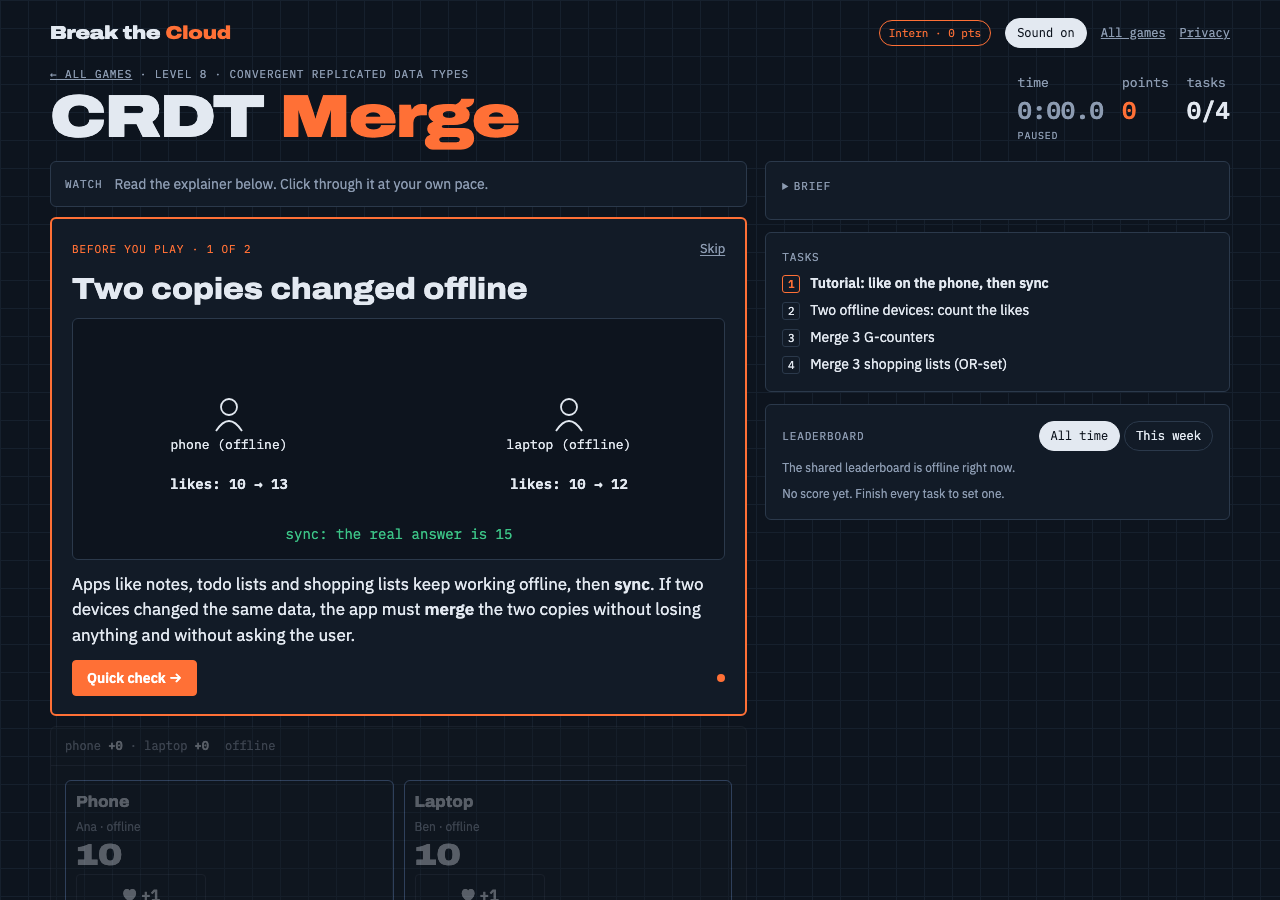 Break the Cloud
Intern · 0 pts
Sound on
All games
Privacy
← ALL GAMES · LEVEL 8 · CONVERGENT REPLICATED DATA TYPES
CRDT Merge
time
points
tasks
0:00.0
0
0/4
PAUSED
WATCH Read the explainer below. Click through it at your own pace.
BEFORE YOU PLAY · 1 OF 2
Skip
Two copies changed offline
phone (offline)
laptop (offline)
likes: 10 → 13
likes: 10 → 12
sync: the real answer is 15
Apps like notes, todo lists and shopping lists keep working offline, then sync. If two
devices changed the same data, the app must merge the two copies without losing
anything and without asking the user.
Quick check →
phone +0 · laptop +0 offline
Phone
Ana · offline
10
♥ +1
Laptop
Ben · offline
10
♥ +1
▶ BRIEF
TASKS
1 Tutorial: like on the phone, then sync
2 Two offline devices: count the likes
3 Merge 3 G-counters
4 Merge 3 shopping lists (OR-set)
LEADERBOARD
All time
This week
The shared leaderboard is offline right now.
No score yet. Finish every task to set one.